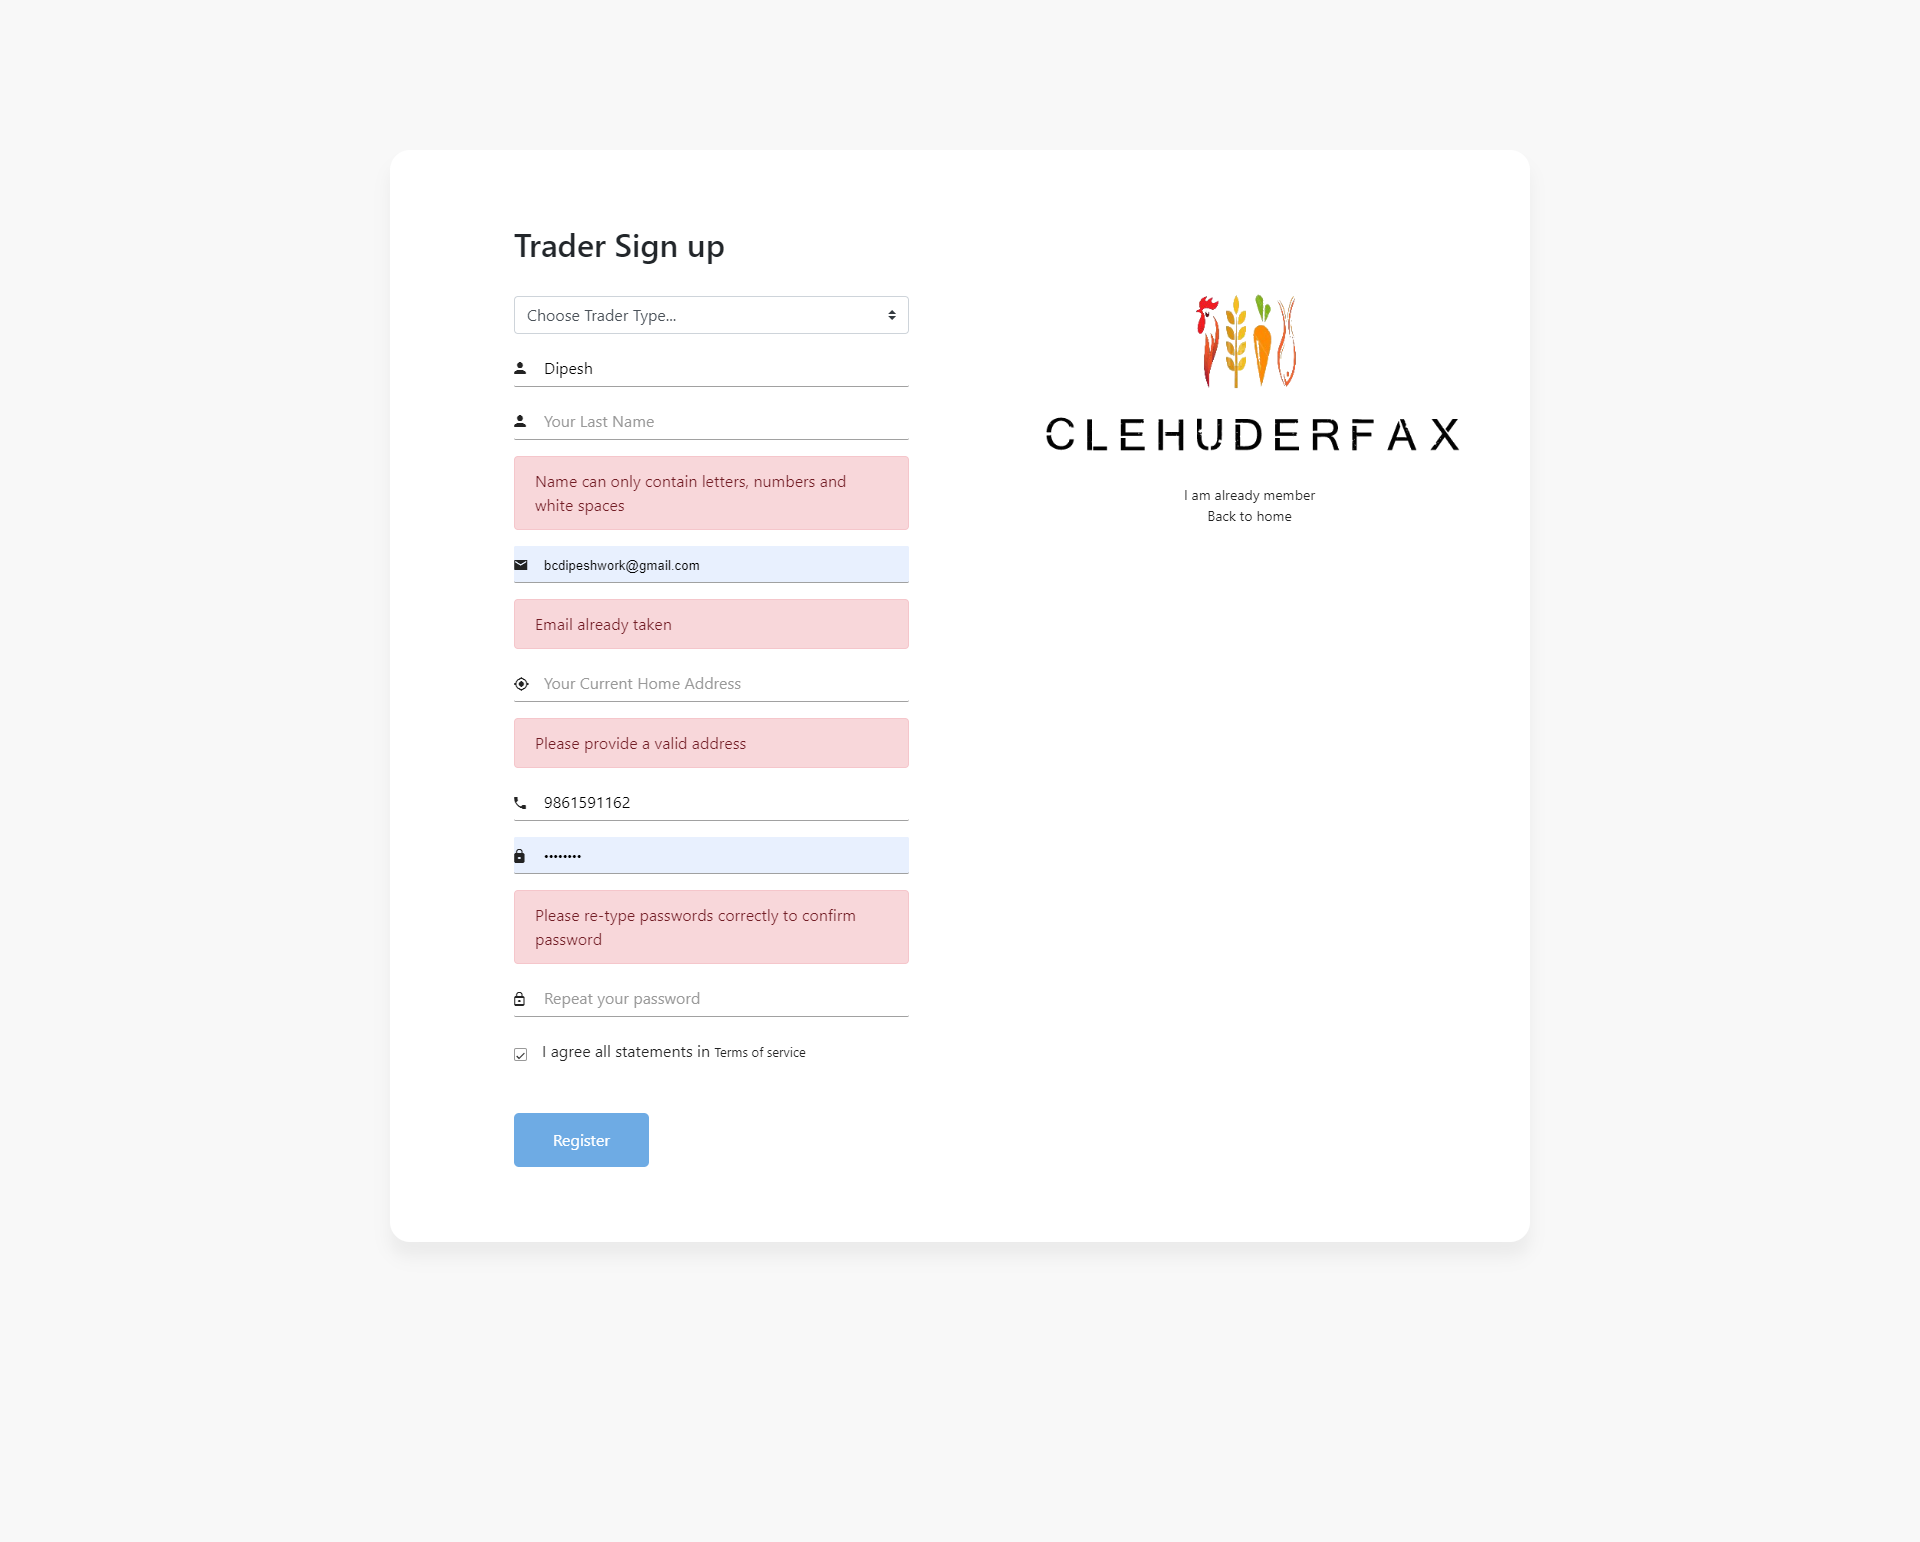 Trader Sign up
Choose Trader Type...
Dipesh
Your Last Name
Name can only contain letters, numbers and
white spaces
bcdipeshwork@gmail.com
Email already taken
Your Current Home Address
Please provide a valid address
9861591162
••••••••
Please re-type passwords correctly to confirm
password
Repeat your password
I agree all statements in Terms of service
Register
CLEHUDERFAX
I am already member
Back to home